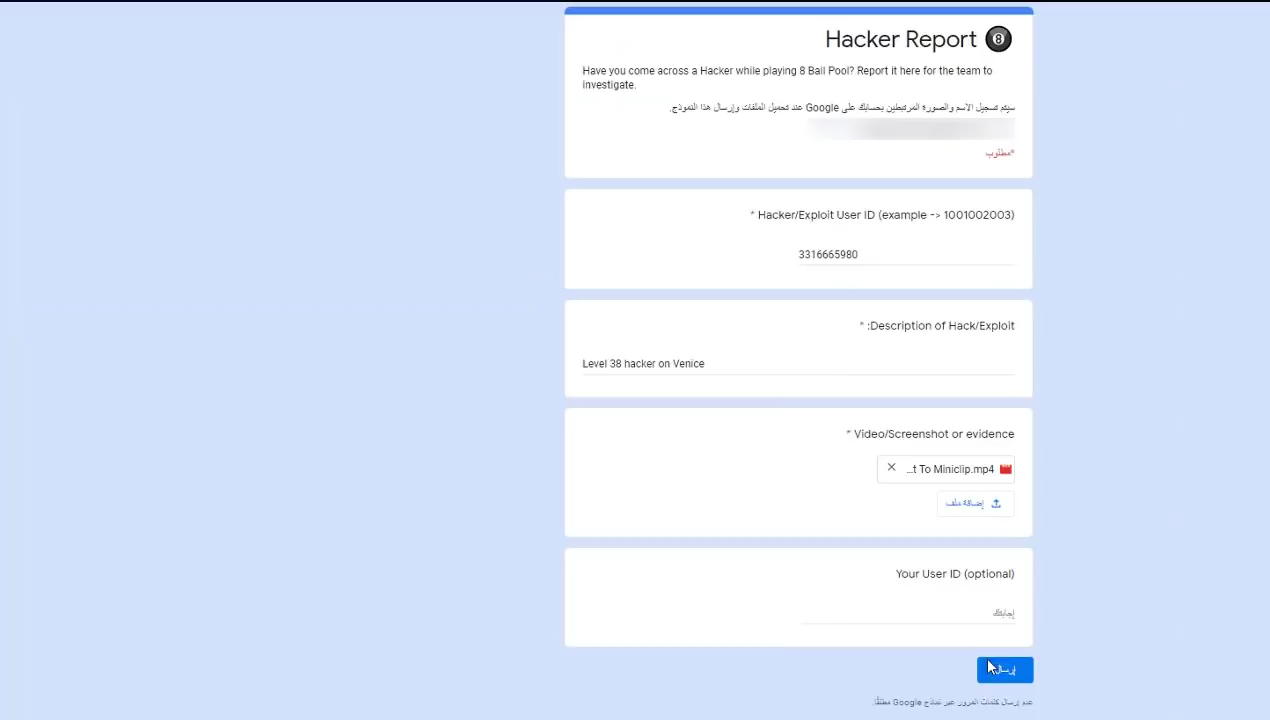 Hacker Report
Have you come across a Hacker while playing 8 Ball Pool? Report it here for the team to
investigate.
سيتم تسجيل الاسم والصورة المرتبطين بحسابك على Google عند تحميل الملفات وإرسال هذا النموذج.
*مطلوب
* Hacker/Exploit User ID (example -> 1001002003)
3316665980
* :Description of Hack/Exploit
Level 38 hacker on Venice
* Video/Screenshot or evidence
...t To Miniclip.mp4
إضافة ملف
Your User ID (optional)
إجابتك
إرسال
عدم إرسال كلمات المرور عبر نماذج Google مطلقًا.